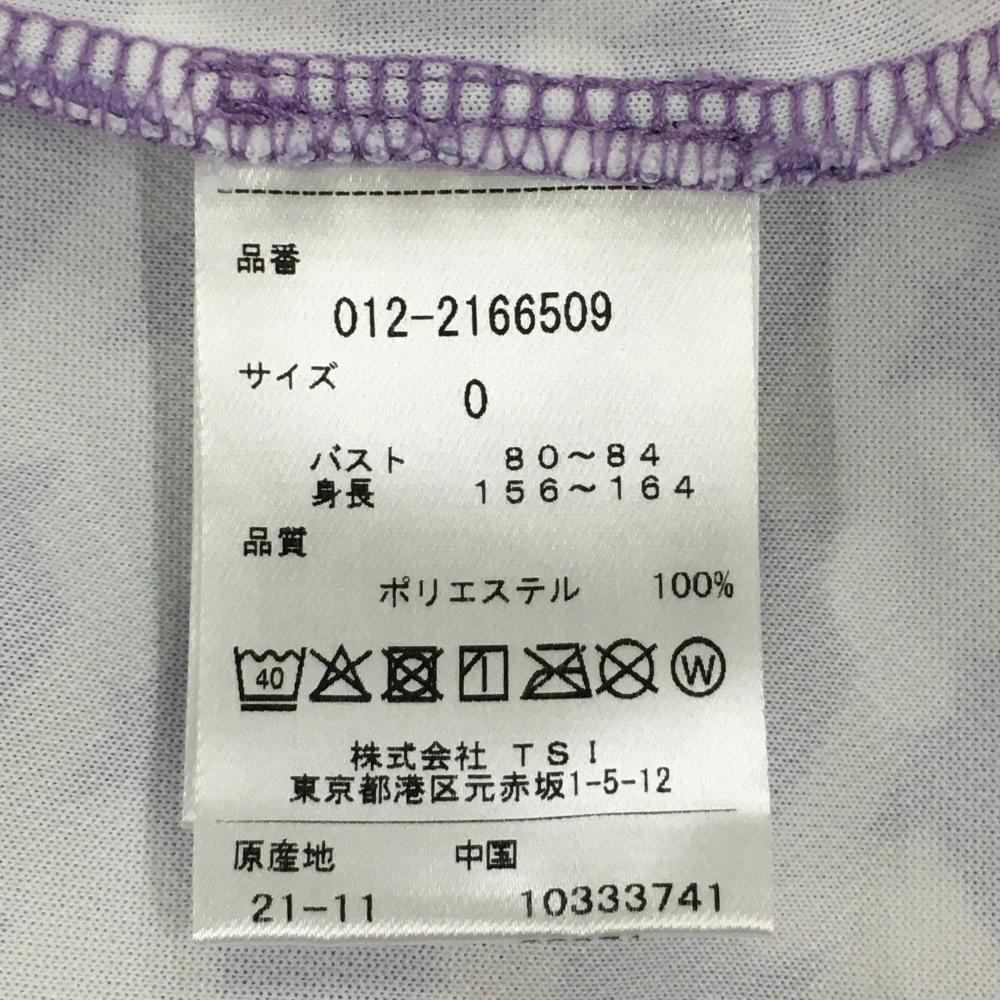 品番
012-2166509
サイズ
0
バスト 80~84
身長 156~164
品質
ポリエステル 100%
40 W
株式会社 TSI
東京都港区元赤坂1-5-12
原産地 中国
21-11 10333741